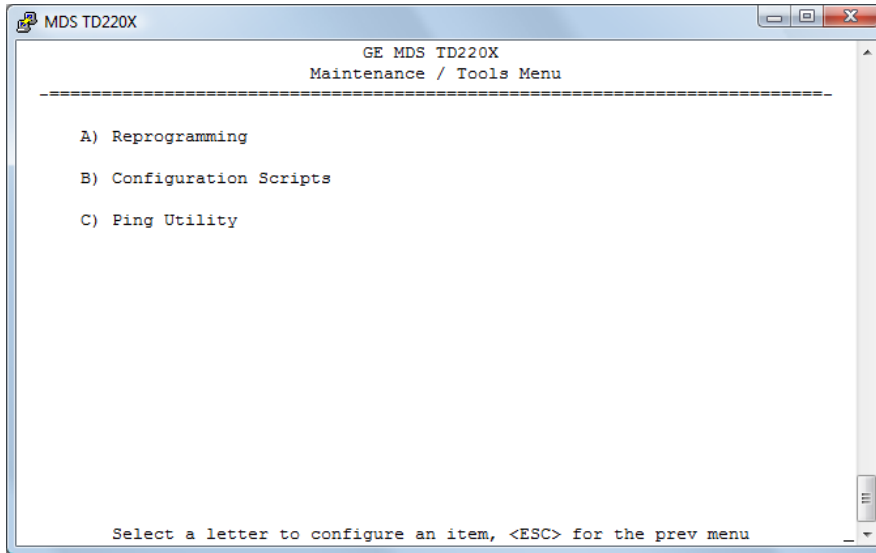 MDS TD220X
GE MDS TD220X
Maintenance / Tools Menu
-==========================================================================-
A) Reprogramming
B) Configuration Scripts
C) Ping Utility
Select a letter to configure an item, <ESC> for the prev menu _